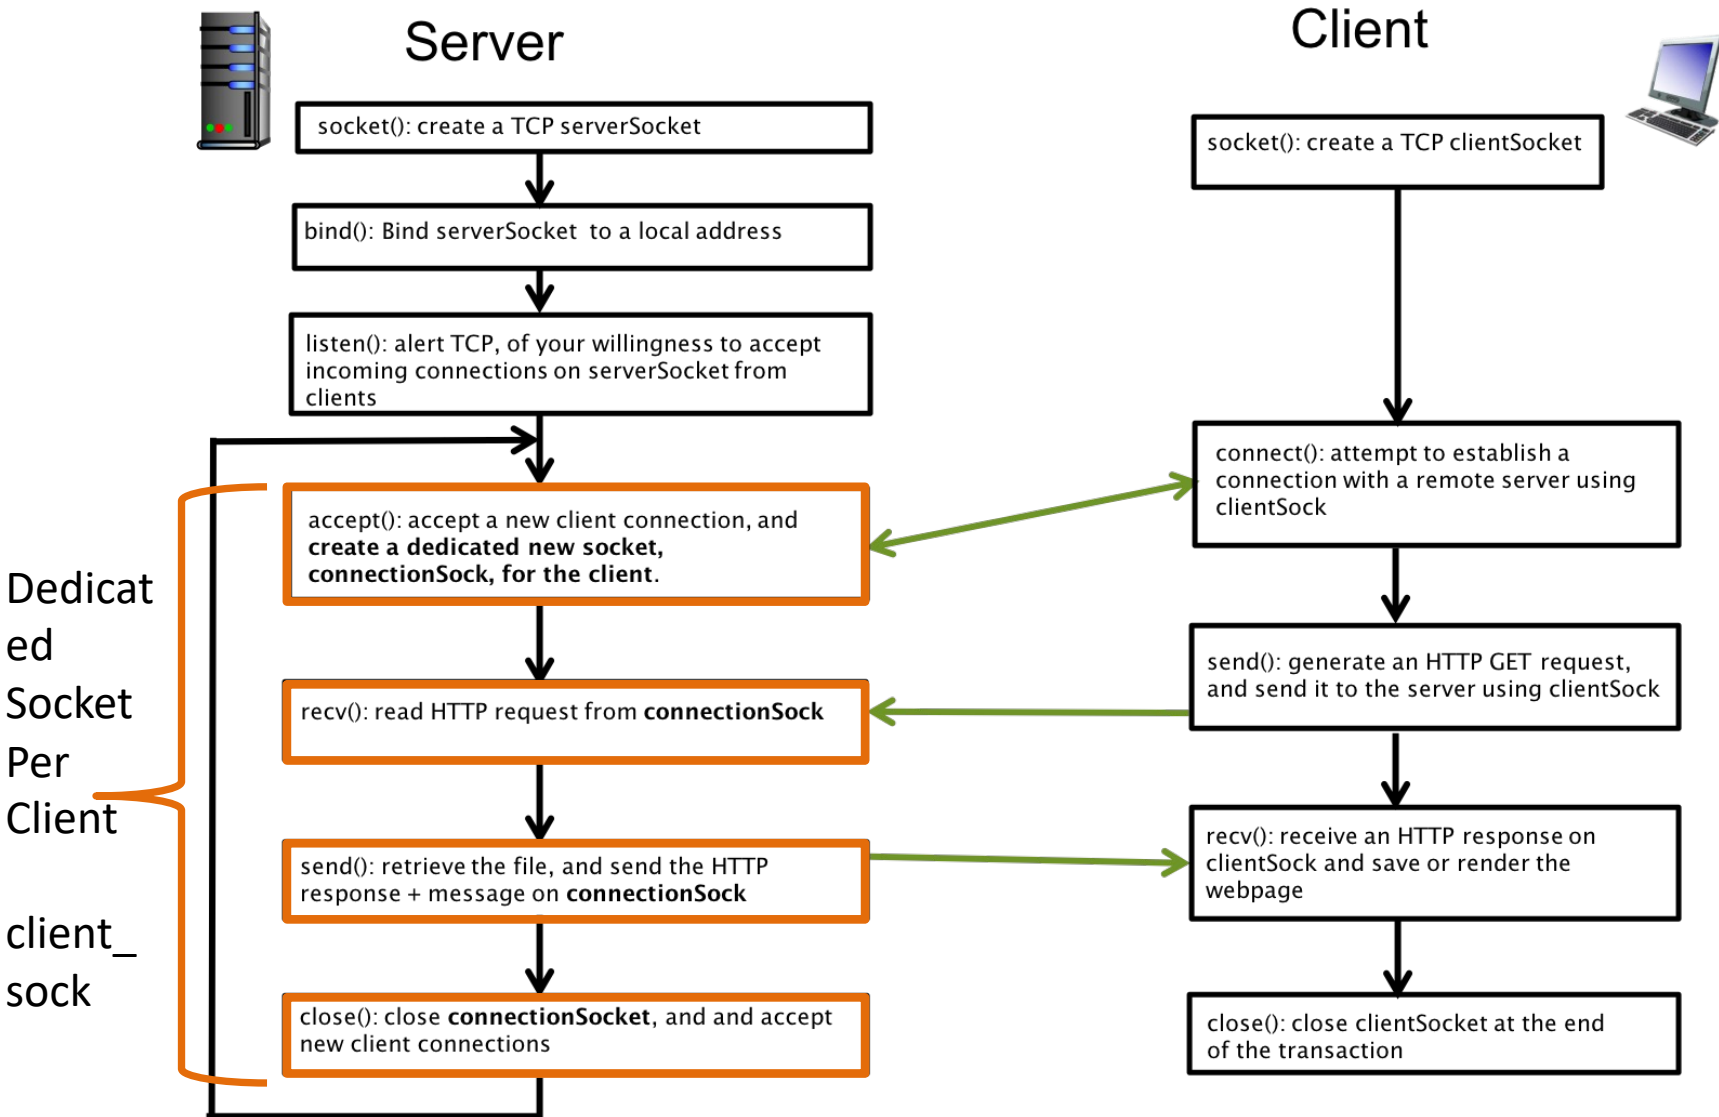 Server
socket(): create a TCP serverSocket
bind(): Bind serverSocket to a local address
listen(): alert TCP, of your willingness to accept
incoming connections on serverSocket from
clients
accept(): accept a new client connection, and
create a dedicated new socket,
connectionSock, for the client.
recv(): read HTTP request from connectionSock
send(): retrieve the file, and send the HTTP
response + message on connectionSock
close(): close connectionSocket, and and accept
new client connections
Dedicat
ed
Socket
Per
Client
client_
sock
Client
socket(): create a TCP clientSocket
connect(): attempt to establish a
connection with a remote server using
clientSock
send(): generate an HTTP GET request,
and send it to the server using clientSock
recv(): receive an HTTP response on
clientSock and save or render the
webpage
close(): close clientSocket at the end
of the transaction